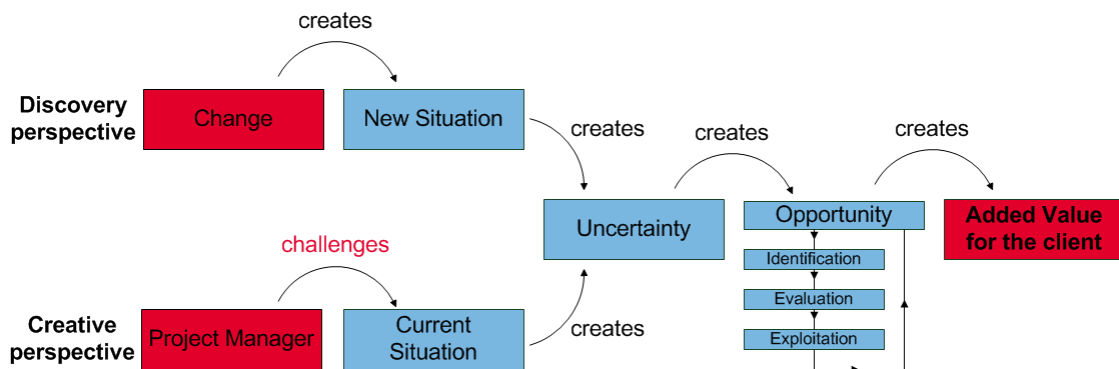 creates
Discovery
perspective
Change
New Situation
creates
creates
creates
Uncertainty
Opportunity
Added Value
for the client
Identification
Evaluation
Exploitation
challenges
Creative
perspective
Project Manager
Current
Situation
creates